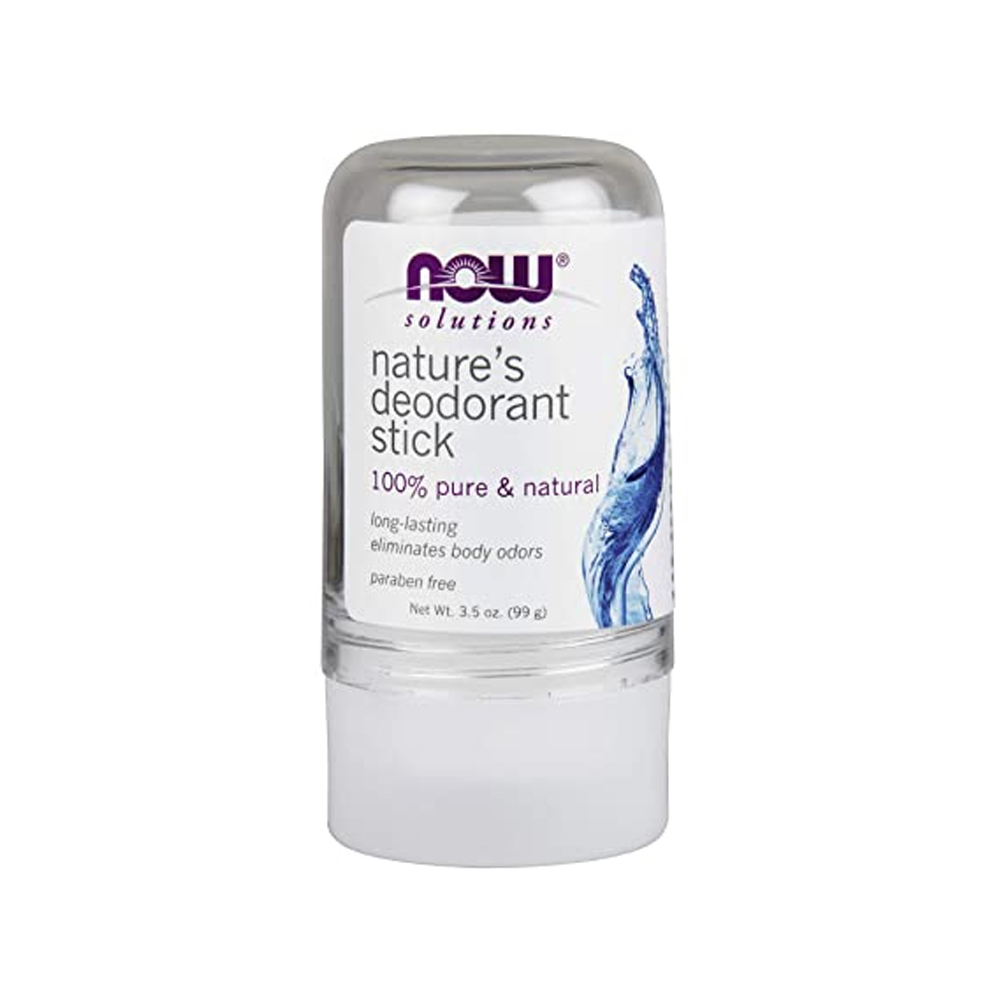 now®
solutions
nature's
deodorant
stick
100% pure & natural
long-lasting
eliminates body odors
paraben free
Net Wt. 3.5 oz. (99 g)